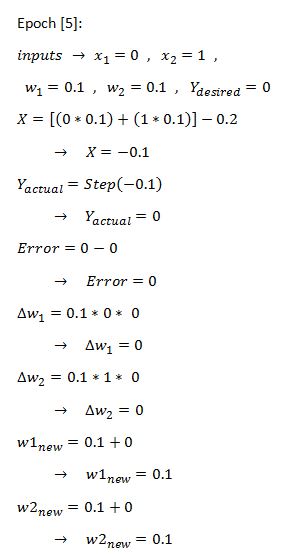 Epoch [5]:
inputs → x₁ = 0 , x₂ = 1 ,
w₁ = 0.1 , w₂ = 0.1 , Y_desired = 0
X = [(0 * 0.1) + (1 * 0.1)] − 0.2
→ X = −0.1
Y_actual = Step(−0.1)
→ Y_actual = 0
Error = 0 − 0
→ Error = 0
Δw₁ = 0.1 * 0 * 0
→ Δw₁ = 0
Δw₂ = 0.1 * 1 * 0
→ Δw₂ = 0
w1_new = 0.1 + 0
→ w1_new = 0.1
w2_new = 0.1 + 0
→ w2_new = 0.1